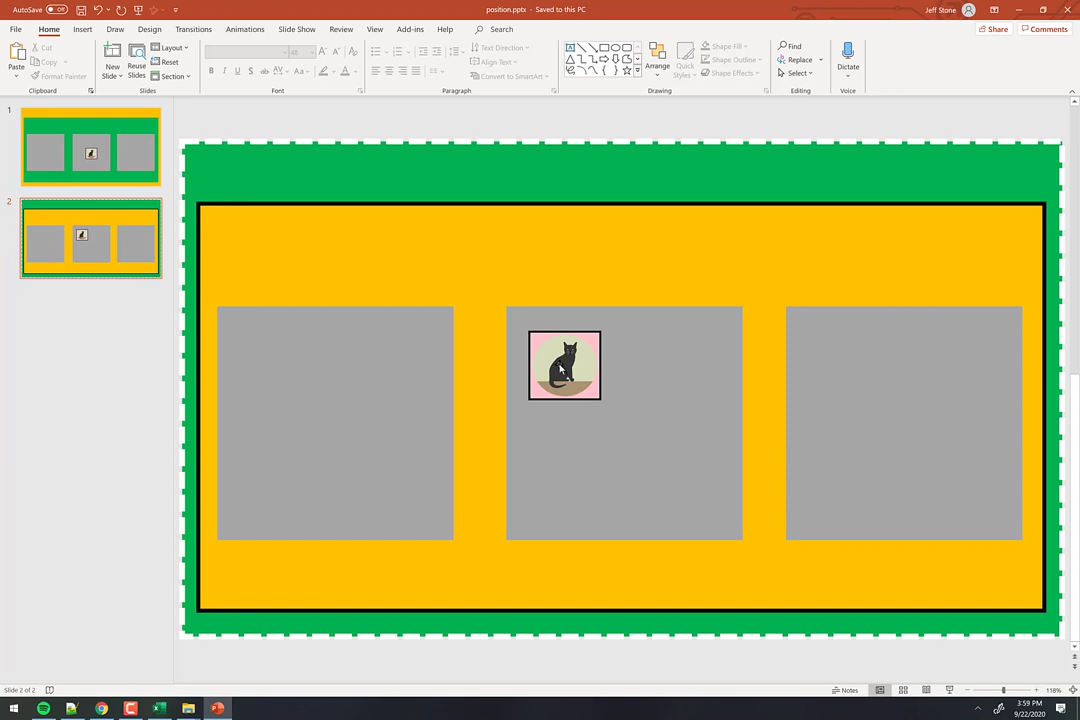 AutoSave Off
position.pptx - Saved to this PC
Jeff Stone
File Home Insert Draw Design Transitions Animations Slide Show Review View Add-ins Help Search
Share Comments
Paste
Cut
Copy
Format Painter
Clipboard
New
Slide
Reuse
Slides
Layout
Reset
Section
Slides
48
Font
Text Direction
Align Text
Convert to SmartArt
Paragraph
Arrange
Quick
Styles
Shape Fill
Shape Outline
Shape Effects
Drawing
Find
Replace
Select
Editing
Dictate
Voice
1
2
Slide 2 of 2
Notes
118%
3:59 PM
9/22/2020